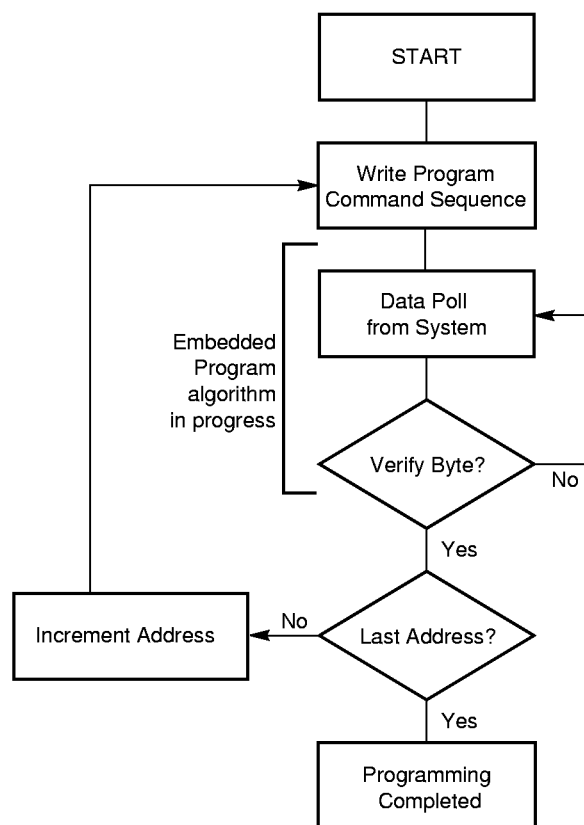 START
Write Program
Command Sequence
Data Poll
from System
Embedded
Program
algorithm
in progress
Verify Byte?
No
Yes
Last Address?
No
Increment Address
Yes
Programming
Completed